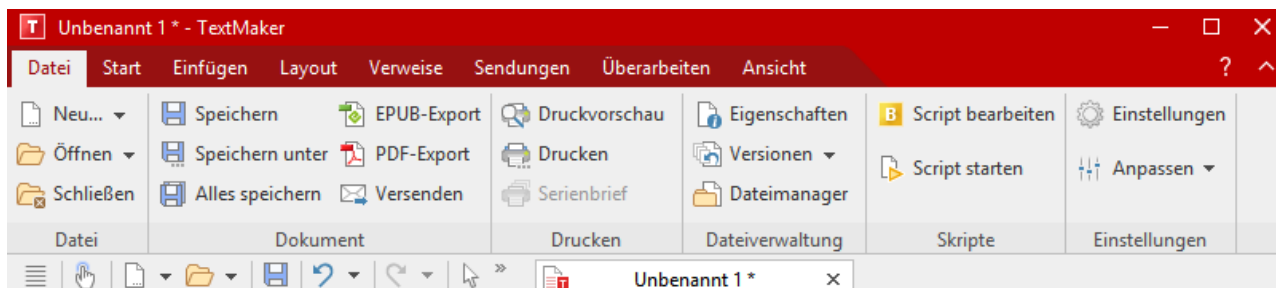 Unbenannt 1 * - TextMaker
Datei Start Einfügen Layout Verweise Sendungen Überarbeiten Ansicht ?
Neu... Speichern EPUB-Export Druckvorschau Eigenschaften Script bearbeiten Einstellungen
Öffnen Speichern unter PDF-Export Drucken Versionen Script starten Anpassen
Schließen Alles speichern Versenden Serienbrief Dateimanager
Datei Dokument Drucken Dateiverwaltung Skripte Einstellungen
Unbenannt 1 *